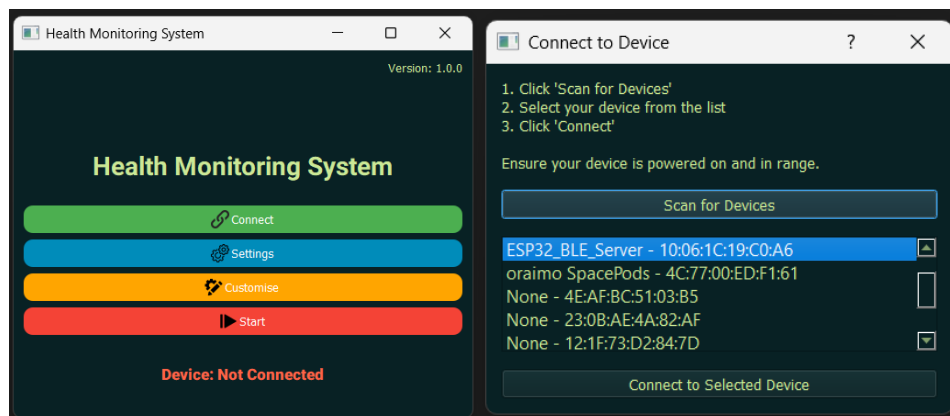 Health Monitoring System
Version: 1.0.0
Health Monitoring System
Connect
Settings
Customise
Start
Device: Not Connected
Connect to Device
?
1. Click 'Scan for Devices'
2. Select your device from the list
3. Click 'Connect'
Ensure your device is powered on and in range.
Scan for Devices
ESP32_BLE_Server - 10:06:1C:19:C0:A6
oraimo SpacePods - 4C:77:00:ED:F1:61
None - 4E:AF:BC:51:03:B5
None - 23:0B:AE:4A:82:AF
None - 12:1F:73:D2:84:7D
Connect to Selected Device